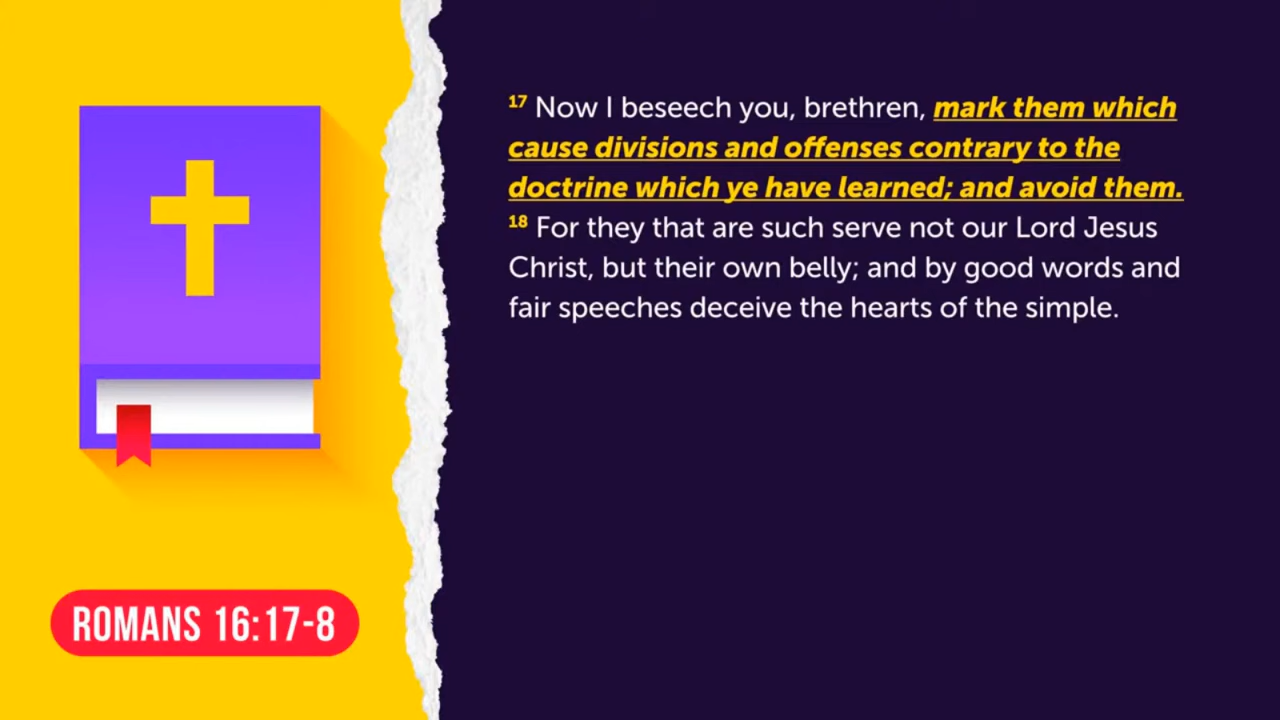 17 Now I beseech you, brethren, mark them which
cause divisions and offenses contrary to the
doctrine which ye have learned; and avoid them.
18 For they that are such serve not our Lord Jesus
Christ, but their own belly; and by good words and
fair speeches deceive the hearts of the simple.
ROMANS 16:17-8